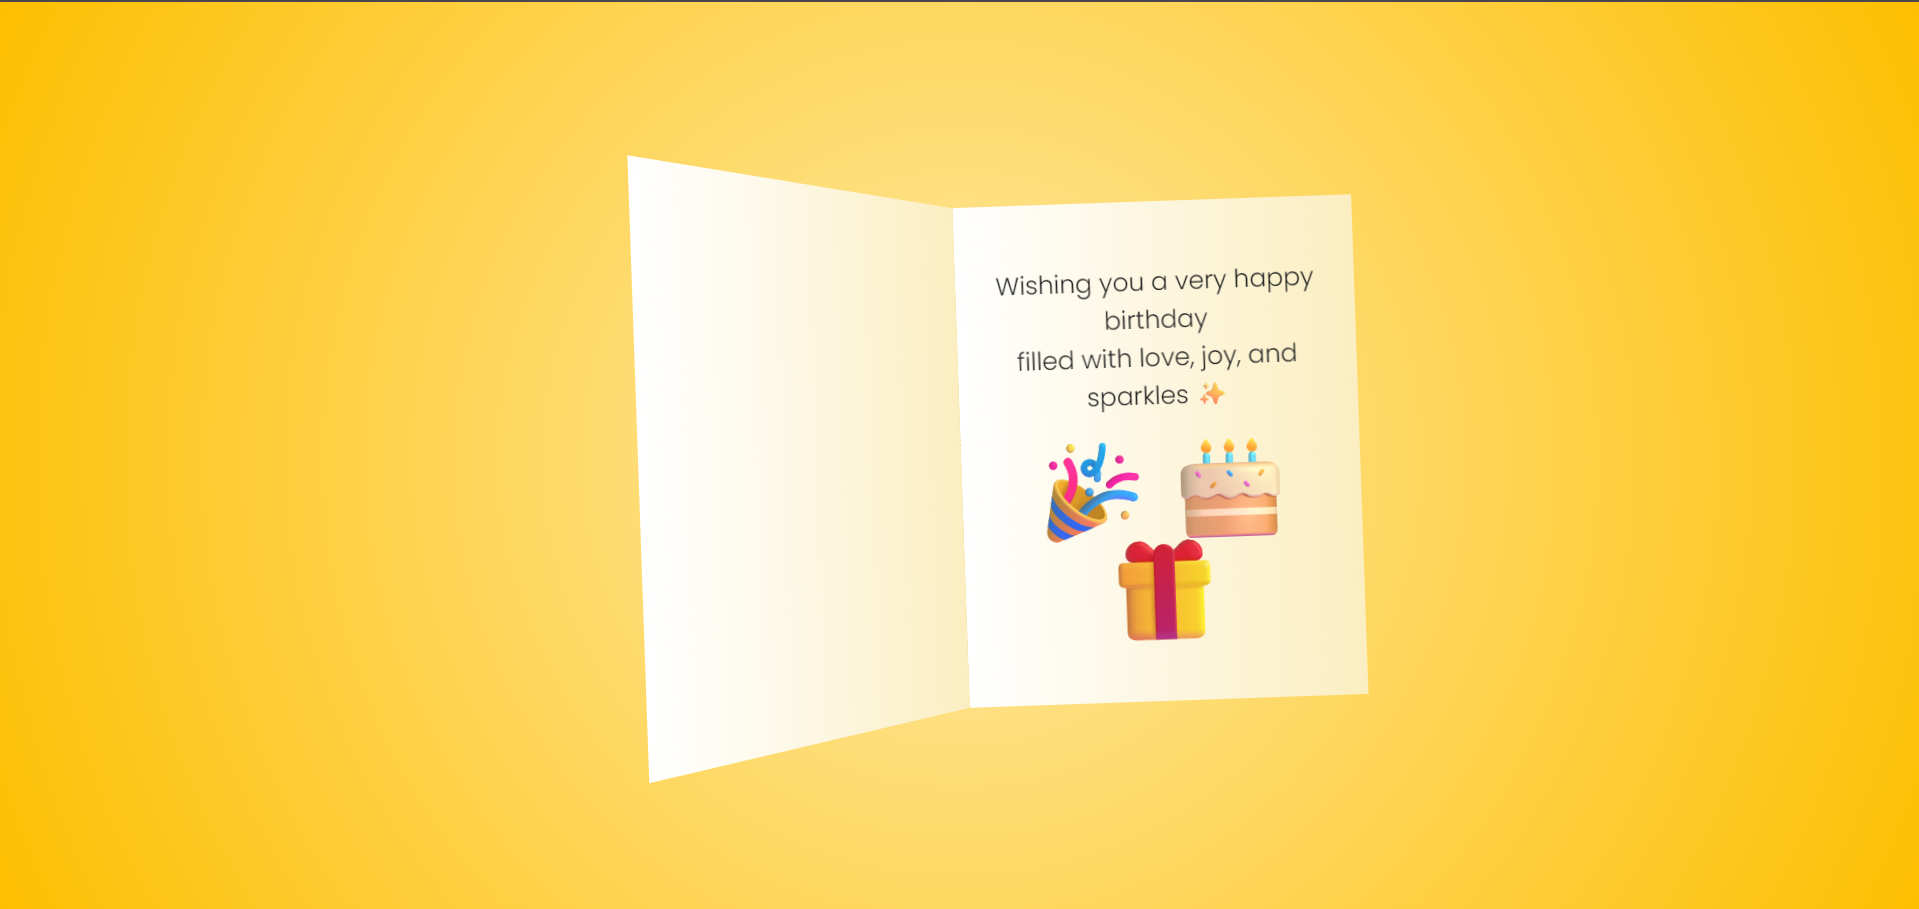 Wishing you a very happy
birthday
filled with love, joy, and
sparkles ✨